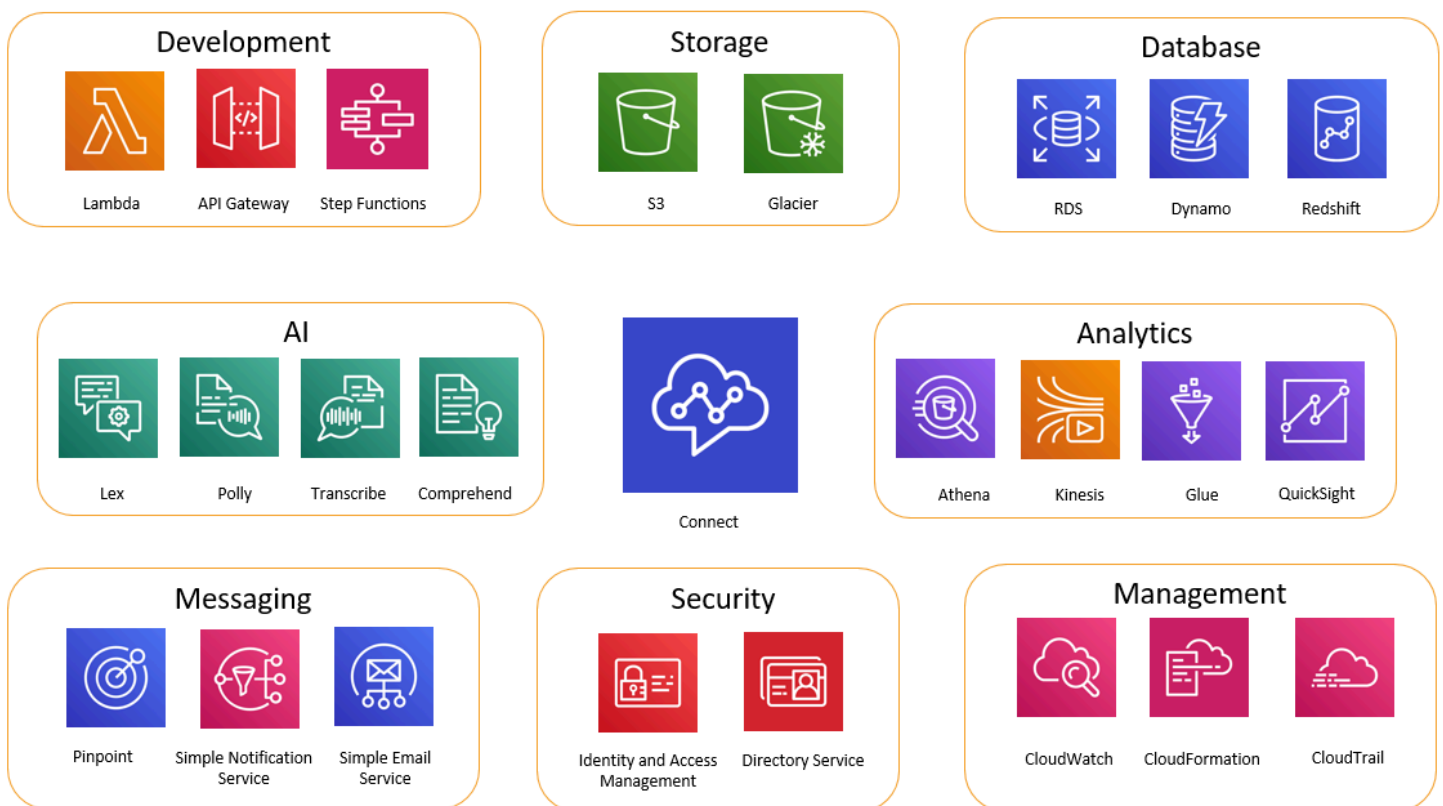 Development
Lambda
API Gateway
Step Functions
Storage
S3
Glacier
Database
RDS
Dynamo
Redshift
AI
Lex
Polly
Transcribe
Comprehend
Connect
Analytics
Athena
Kinesis
Glue
QuickSight
Messaging
Pinpoint
Simple Notification
Service
Simple Email
Service
Security
Identity and Access
Management
Directory Service
Management
CloudWatch
CloudFormation
CloudTrail